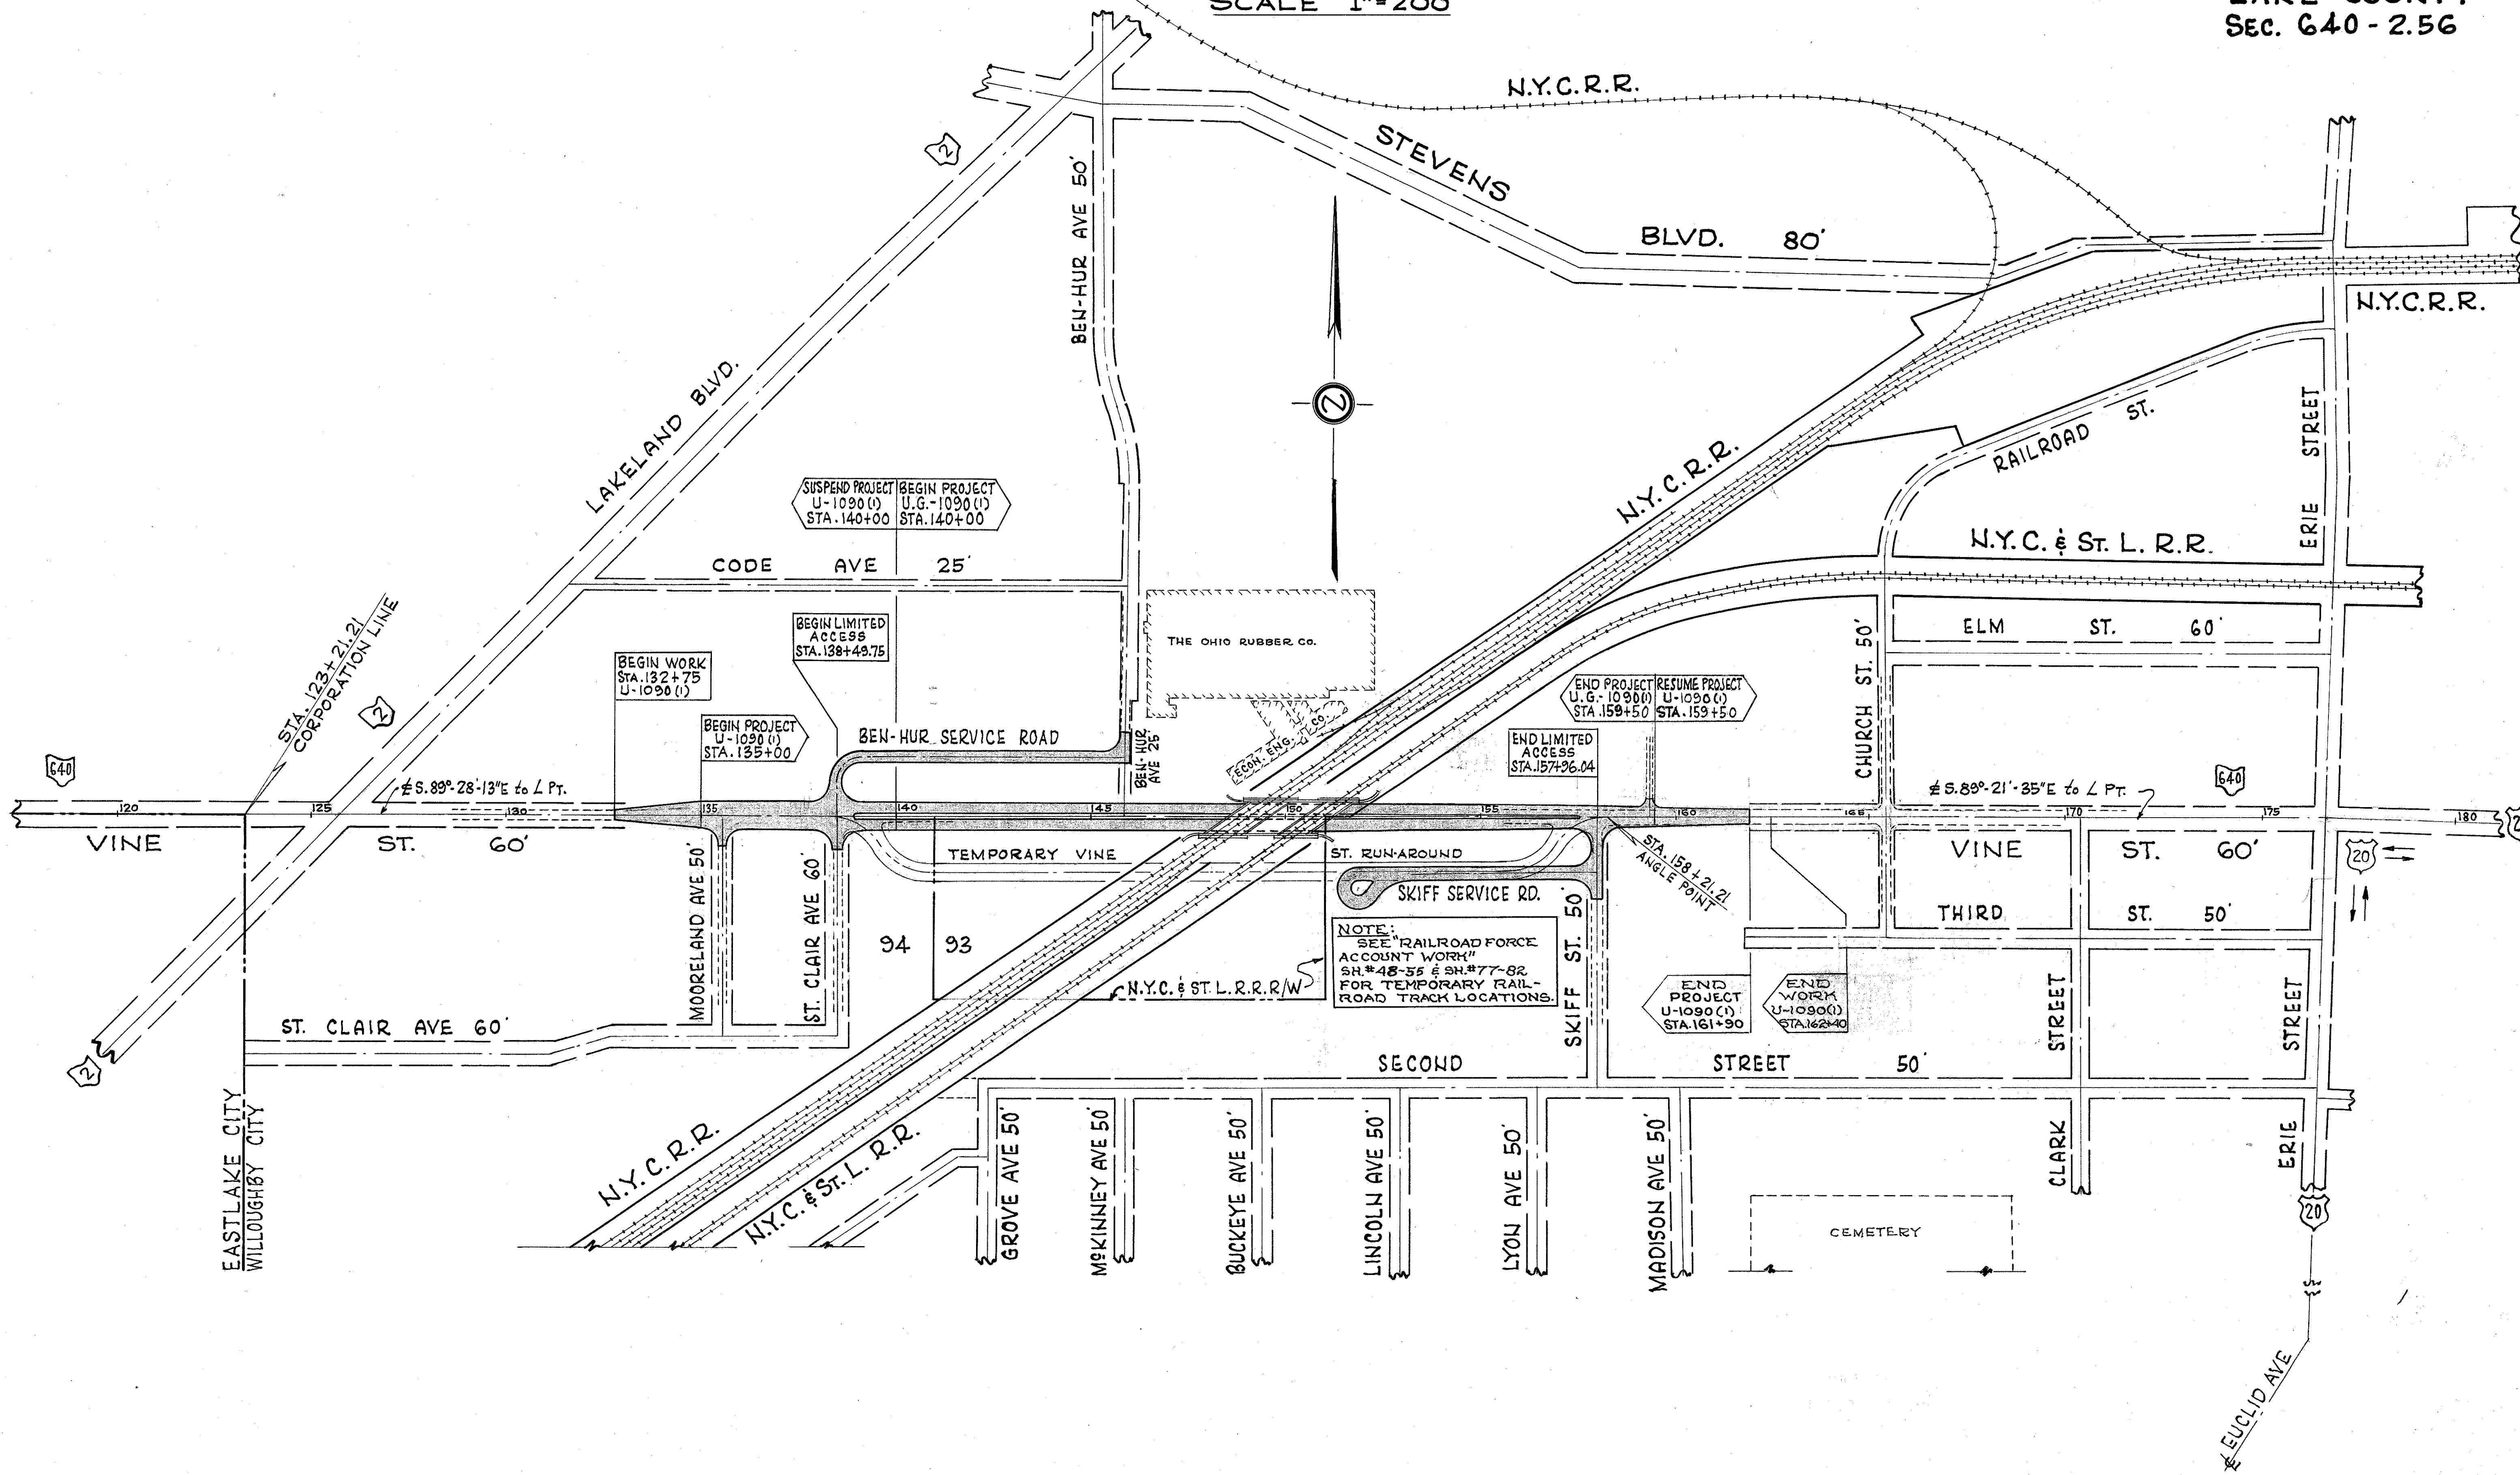 SCALE 1"=200'
SEC. 640-2.56
N.Y.C.R.R.
STEVENS
BLVD. 80'
2
BEN-HUR AVE 50'
LAKELAND BLVD.
N.Y.C.R.R.
N.Y.C.R.R.
RAILROAD ST.
ERIE STREET
N.Y.C. & ST. L. R.R.
SUSPEND PROJECT
U-1090(1)
STA.140+00
BEGIN PROJECT
U.G.-1090(1)
STA.140+00
CODE AVE 25'
BEGIN LIMITED
ACCESS
STA.138+49.75
THE OHIO RUBBER CO.
ELM ST. 60'
STA. 123+21.21
CORPORATION LINE
2
BEGIN WORK
STA.132+75
U-1090(1)
BEGIN PROJECT
U-1090(1)
STA.135+00
BEN-HUR SERVICE ROAD
BEN-HUR
AVE 25'
ECON. ENG. CO.
END PROJECT
U.G.-1090(1)
STA.159+50
RESUME PROJECT
U-1090(1)
STA.159+50
END LIMITED
ACCESS
STA.157+96.04
CHURCH ST. 50'
640
640
℄ S.89°-28'-13"E to ∠ PT.
℄ S.89°-21'-35"E to ∠ PT.
120 125 130 135 140 145 150 155 160 165 170 175 180
VINE ST. 60'
VINE ST. 60'
20
TEMPORARY VINE ST. RUN-AROUND
SKIFF SERVICE RD.
STA. 158+21.21
ANGLE POINT
MOORELAND AVE 50'
ST. CLAIR AVE 60'
94 93
THIRD ST. 50'
NOTE:
SEE "RAILROAD FORCE
ACCOUNT WORK"
SH.#48-55 & SH.#77-82
FOR TEMPORARY RAIL-
ROAD TRACK LOCATIONS.
N.Y.C. & ST. L. R.R. R/W
SKIFF ST. 50'
END
PROJECT
U-1090(1)
STA.161+90
END
WORK
U-1090(1)
STA.162+40
ST. CLAIR AVE 60'
2
SECOND STREET 50'
CLARK STREET
ERIE STREET
EASTLAKE CITY
WILLOUGHBY CITY
N.Y.C.R.R.
N.Y.C. & ST. L. R.R.
GROVE AVE 50'
McKINNEY AVE 50'
BUCKEYE AVE 50'
LINCOLN AVE 50'
LYON AVE 50'
MADISON AVE 50'
CEMETERY
20
℄ EUCLID AVE